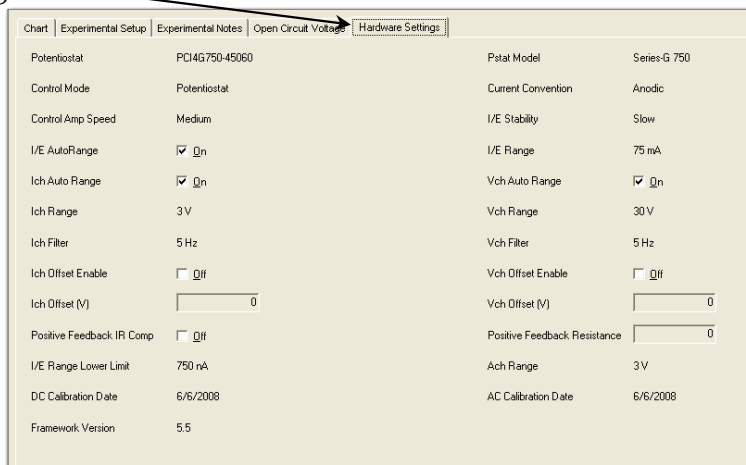 Chart Experimental Setup Experimental Notes Open Circuit Voltage Hardware Settings
Potentiostat PCI4G750-45060 Pstat Model Series-G 750
Control Mode Potentiostat Current Convention Anodic
Control Amp Speed Medium I/E Stability Slow
I/E AutoRange On I/E Range 75 mA
Ich Auto Range On Vch Auto Range On
Ich Range 3 V Vch Range 30 V
Ich Filter 5 Hz Vch Filter 5 Hz
Ich Offset Enable Off Vch Offset Enable Off
Ich Offset (V) 0 Vch Offset (V) 0
Positive Feedback IR Comp Off Positive Feedback Resistance 0
I/E Range Lower Limit 750 nA Ach Range 3 V
DC Calibration Date 6/6/2008 AC Calibration Date 6/6/2008
Framework Version 5.5